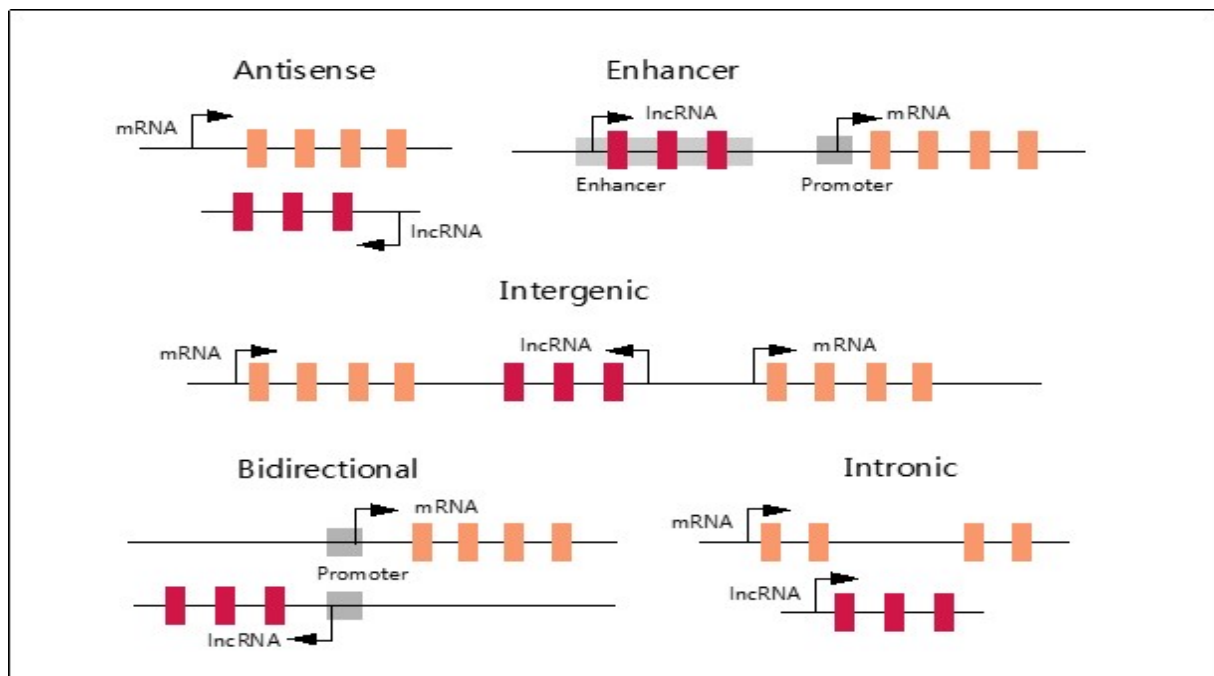 Antisense
mRNA
lncRNA
Enhancer
lncRNA
mRNA
Enhancer
Promoter
Intergenic
mRNA
lncRNA
mRNA
Bidirectional
mRNA
Promoter
lncRNA
Intronic
mRNA
lncRNA